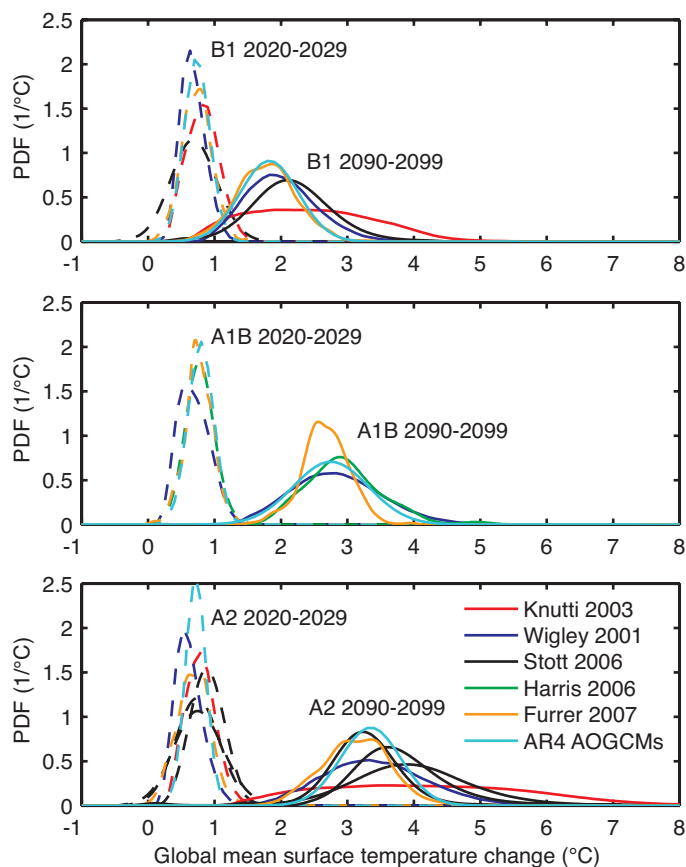 2.5
2
1.5
1
0.5
0
PDF (1/°C)
B1 2020-2029
B1 2090-2099
-1 0 1 2 3 4 5 6 7 8
2.5
2
1.5
1
0.5
0
PDF (1/°C)
A1B 2020-2029
A1B 2090-2099
-1 0 1 2 3 4 5 6 7 8
2.5
2
1.5
1
0.5
0
PDF (1/°C)
A2 2020-2029
A2 2090-2099
Knutti 2003
Wigley 2001
Stott 2006
Harris 2006
Furrer 2007
AR4 AOGCMs
-1 0 1 2 3 4 5 6 7 8
Global mean surface temperature change (°C)